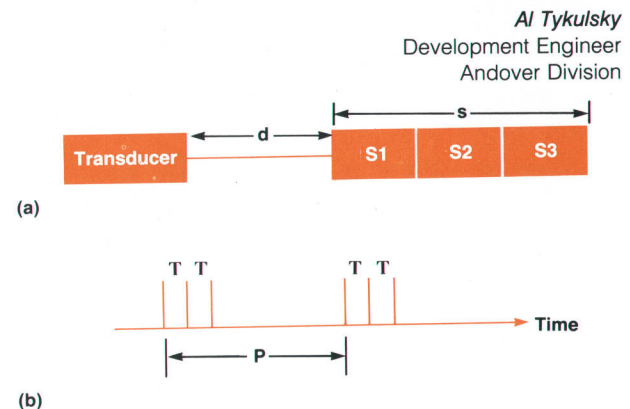 Al Tykulsky
Development Engineer
Andover Division
s
d
Transducer S1 S2 S3
(a)
T T T T
Time
P
(b)